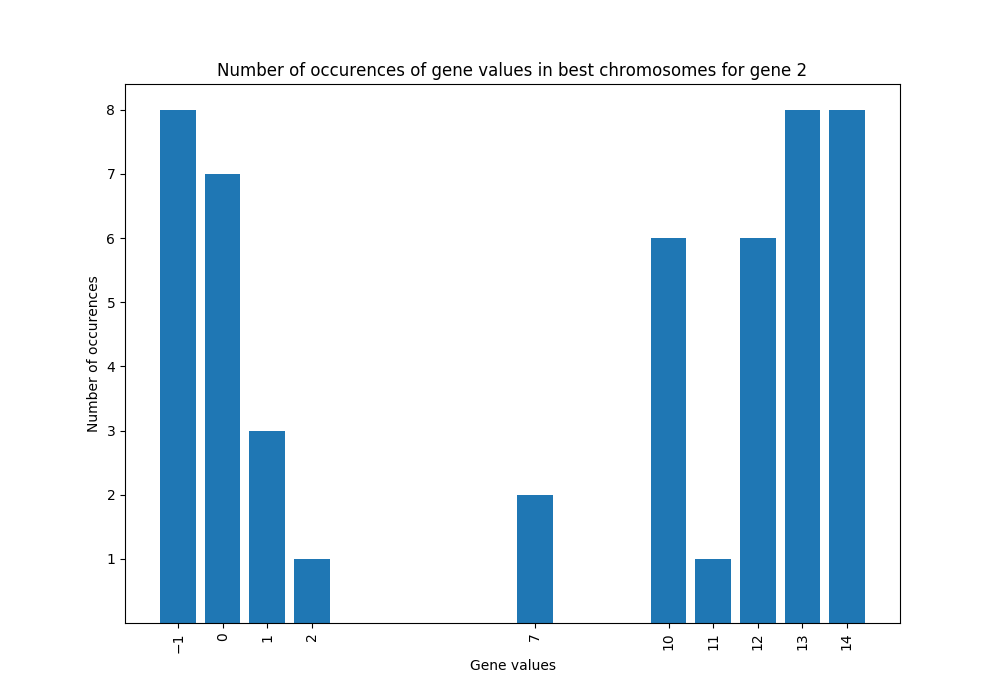 Number of occurences of gene values in best chromosomes for gene 2
8
7
6
5
4
3
2
1
Number of occurences
−1 0 1 2 7 10 11 12 13 14
Gene values